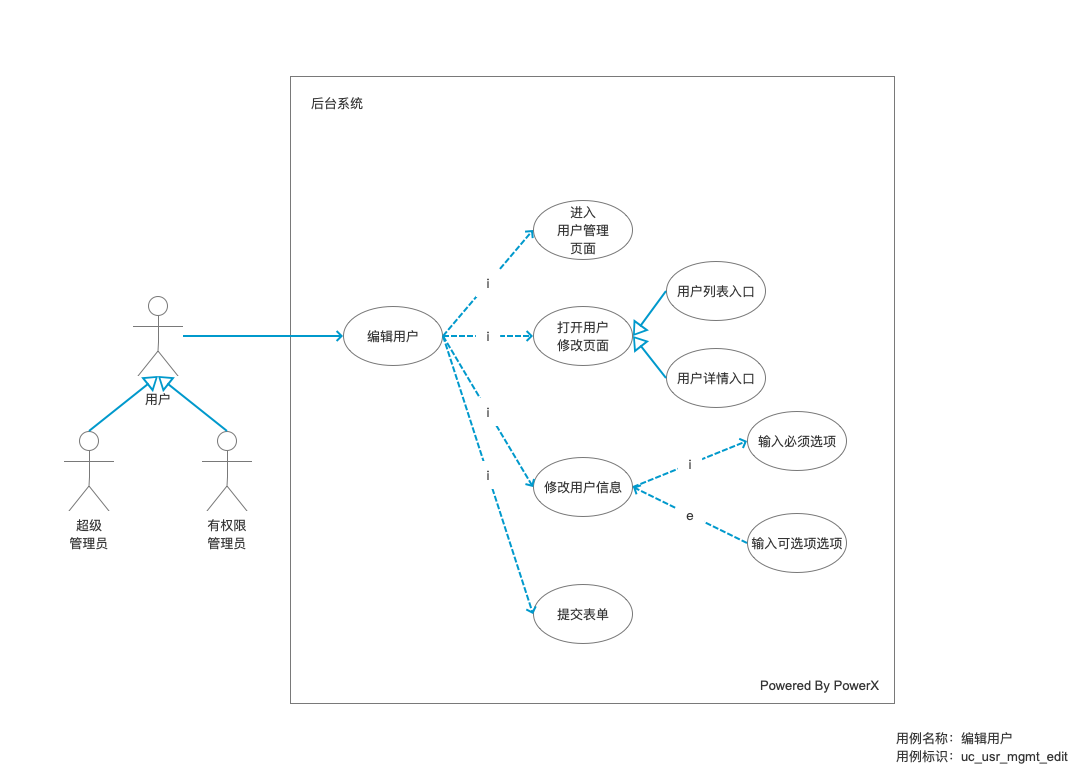 后台系统
进入
用户管理
页面
i
用户列表入口
编辑用户
i
打开用户
修改页面
用户详情入口
用户
i
输入必须选项
i
i
修改用户信息
e
超级
管理员
有权限
管理员
输入可选项选项
提交表单
Powered By PowerX
用例名称：编辑用户
用例标识：uc_usr_mgmt_edit